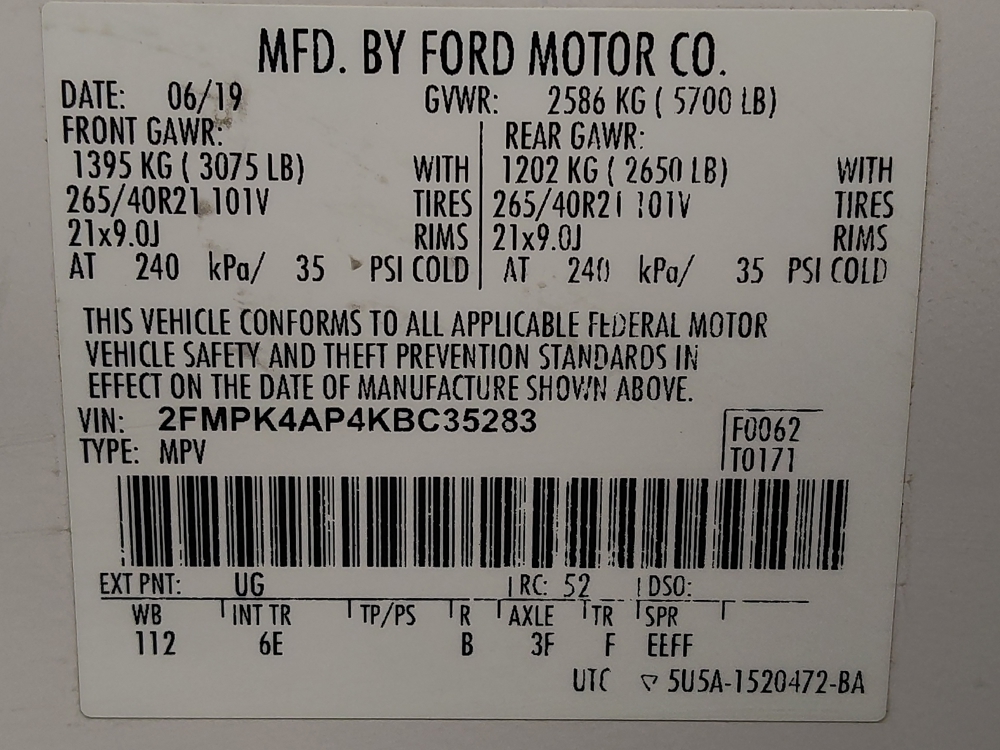 MFD. BY FORD MOTOR CO.
DATE: 06/19 GVWR: 2586 KG ( 5700 LB)
FRONT GAWR: REAR GAWR:
1395 KG ( 3075 LB) WITH 1202 KG ( 2650 LB) WITH
265/40R21 101V TIRES 265/40R21 101V TIRES
21x9.0J RIMS 21x9.0J RIMS
AT 240 kPa/ 35 PSI COLD AT 240 kPa/ 35 PSI COLD
THIS VEHICLE CONFORMS TO ALL APPLICABLE FEDERAL MOTOR
VEHICLE SAFETY AND THEFT PREVENTION STANDARDS IN
EFFECT ON THE DATE OF MANUFACTURE SHOWN ABOVE.
VIN: 2FMPK4AP4KBC35283 F0062
TYPE: MPV T0171
EXT PNT: UG RC: 52 DSO:
WB INT TR TP/PS R AXLE TR SPR
112 6E B 3F F EEFF
UTC ▽ 5U5A-1520472-BA